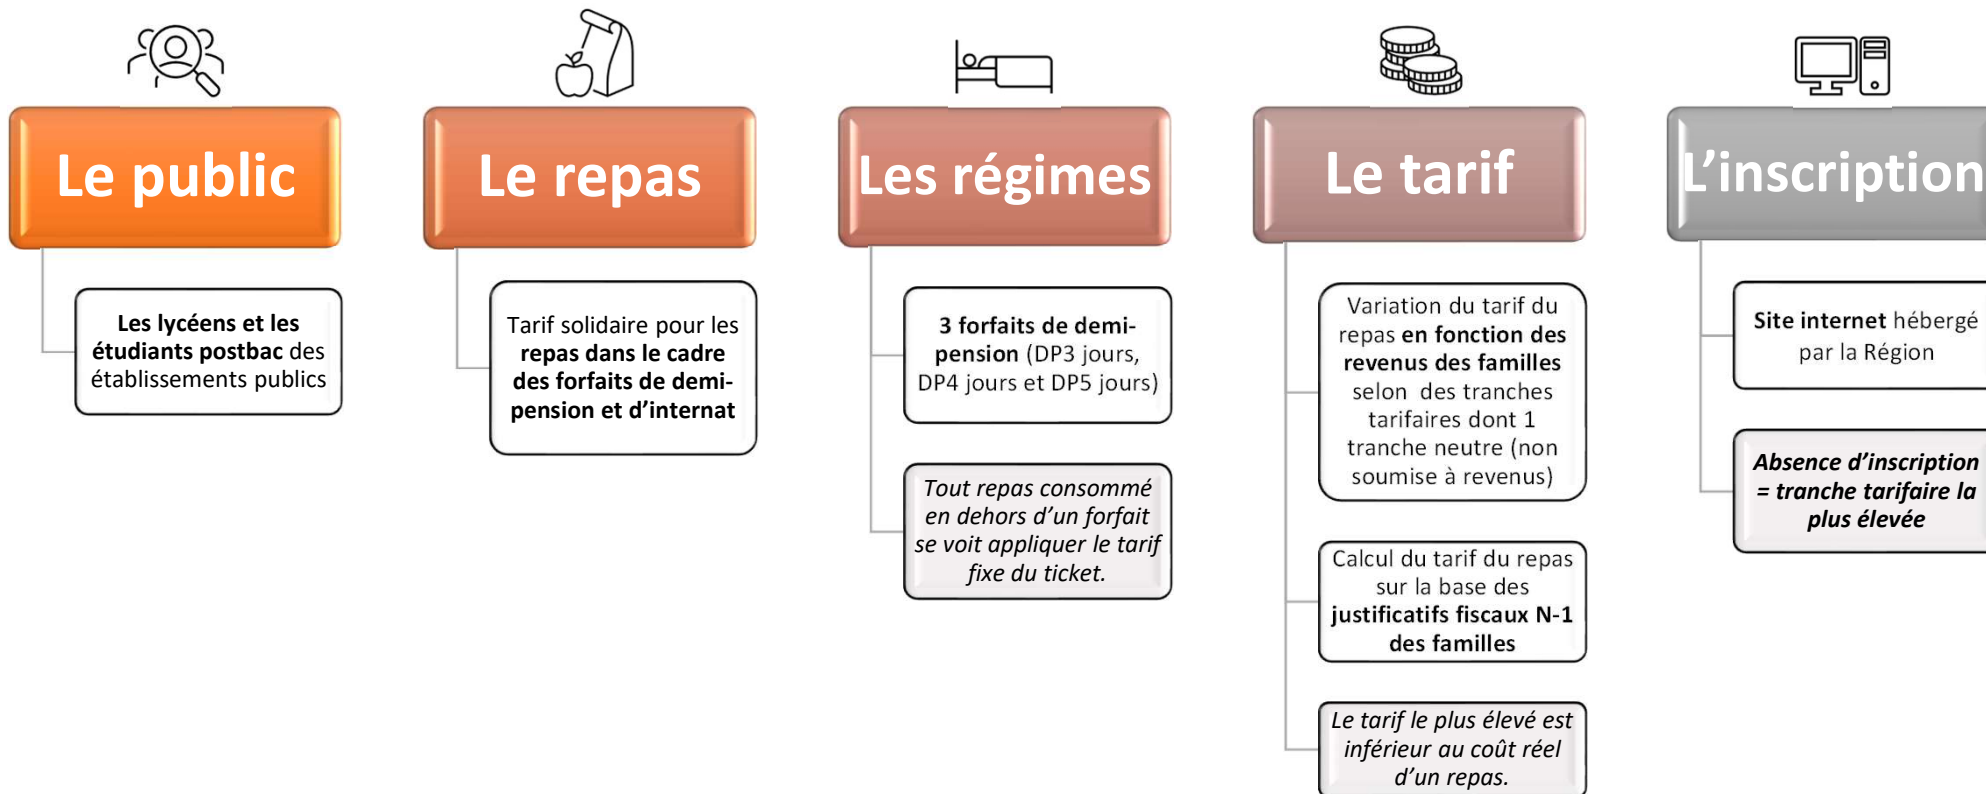 Le public
Les lycéens et les
étudiants postbac des
établissements publics
Le repas
Tarif solidaire pour les
repas dans le cadre
des forfaits de demi-
pension et d’internat
Les régimes
3 forfaits de demi-
pension (DP3 jours,
DP4 jours et DP5 jours)
Tout repas consommé
en dehors d’un forfait
se voit appliquer le tarif
fixe du ticket.
Le tarif
Variation du tarif du
repas en fonction des
revenus des familles
selon des tranches
tarifaires dont 1
tranche neutre (non
soumise à revenus)
Calcul du tarif du repas
sur la base des
justificatifs fiscaux N-1
des familles
Le tarif le plus élevé est
inférieur au coût réel
d’un repas.
L’inscription
Site internet hébergé
par la Région
Absence d’inscription
= tranche tarifaire la
plus élevée